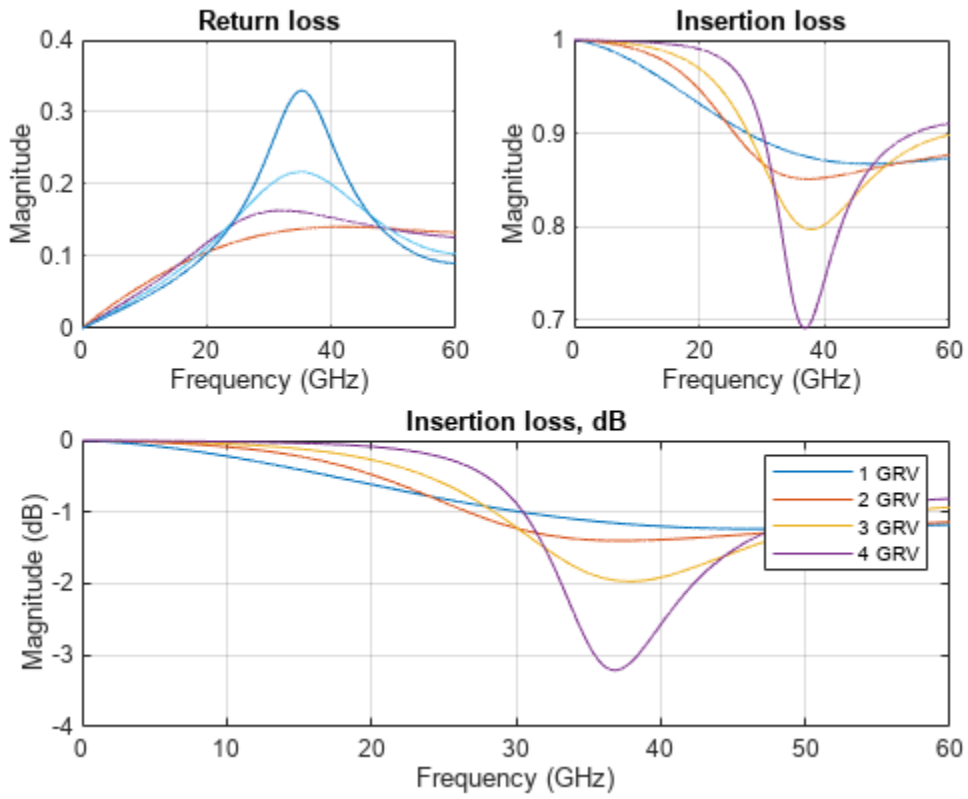 Return loss
0.4
0.3
0.2
0.1
0
Magnitude
0 20 40 60
Frequency (GHz)
Insertion loss
1
0.9
0.8
0.7
Magnitude
0 20 40 60
Frequency (GHz)
Insertion loss, dB
0
-1
-2
-3
-4
Magnitude (dB)
1 GRV
2 GRV
3 GRV
4 GRV
0 10 20 30 40 50 60
Frequency (GHz)